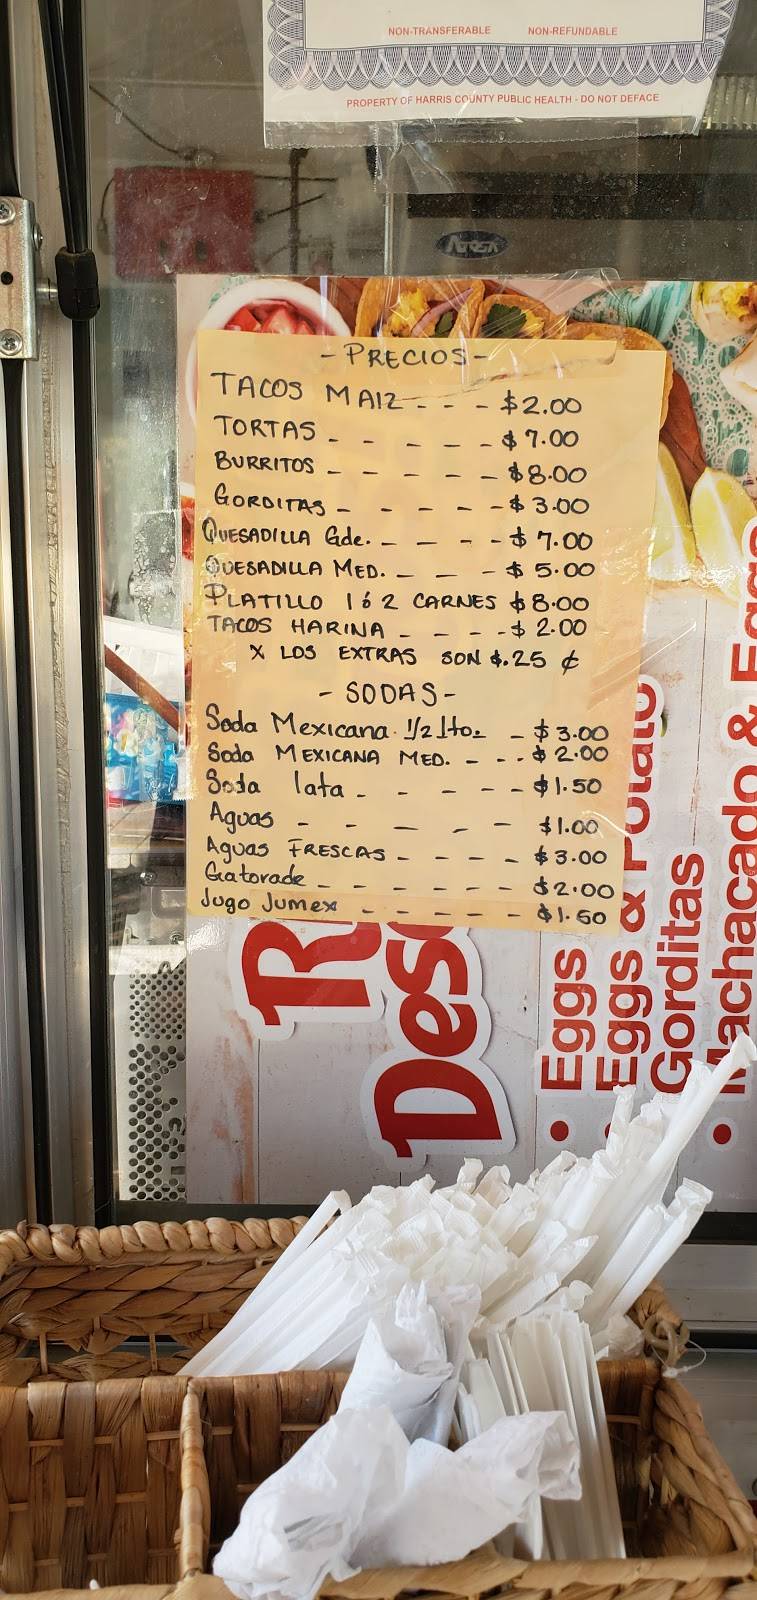 NON-TRANSFERABLE NON-REFUNDABLE
PROPERTY OF HARRIS COUNTY PUBLIC HEALTH - DO NOT DEFACE
- PRECIOS -
TACOS MAIZ - - - $2.00
TORTAS - - - - - $7.00
BURRITOS - - - - - $8.00
GORDITAS - - - - - $3.00
QUESADILLA Gde. - - - - $7.00
QUESADILLA MED. - - - $5.00
PLATILLO 1 ó 2 CARNES $8.00
TACOS HARINA - - - - $2.00
X LOS EXTRAS SON $.25 ¢
- SODAS -
Soda Mexicana 1/2 lto. - $3.00
Soda MEXICANA MED. - - - $2.00
Soda lata - - - - - $1.50
Aguas - - - - - $1.00
Aguas FRESCAS - - - - $3.00
Gatorade - - - - - - $2.00
Jugo Jumex - - - - - $1.50
Eggs
Eggs & Potato
Gorditas
Machacado & Eggs